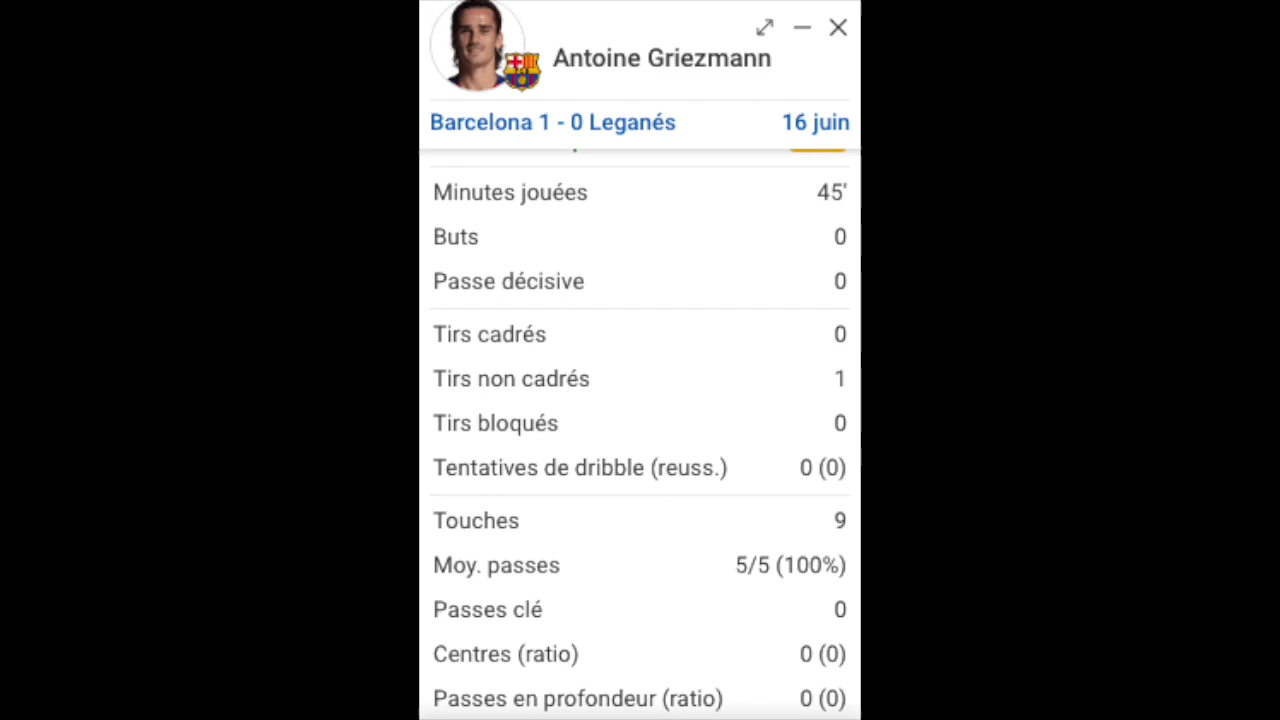 Antoine Griezmann
Barcelona 1 - 0 Leganés 16 juin
Minutes jouées 45'
Buts 0
Passe décisive 0
Tirs cadrés 0
Tirs non cadrés 1
Tirs bloqués 0
Tentatives de dribble (reuss.) 0 (0)
Touches 9
Moy. passes 5/5 (100%)
Passes clé 0
Centres (ratio) 0 (0)
Passes en profondeur (ratio) 0 (0)